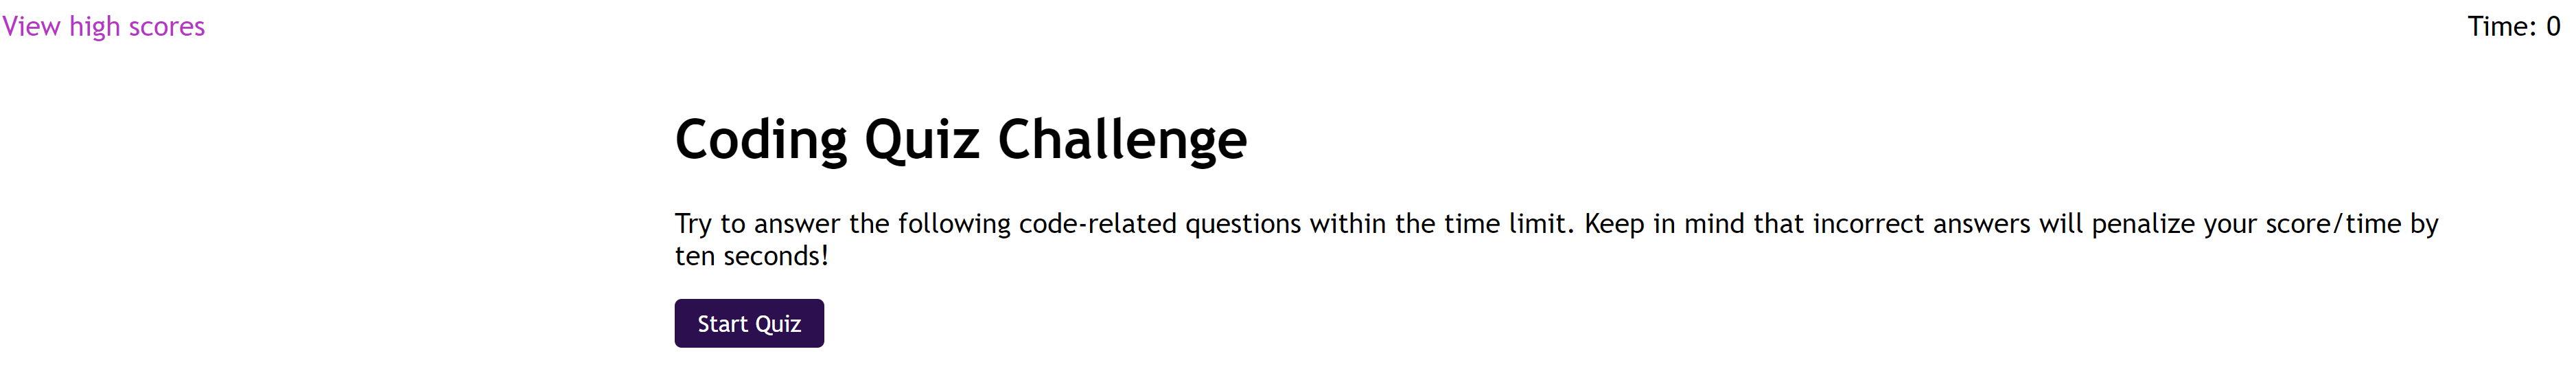 View high scores
Time: 0
Coding Quiz Challenge
Try to answer the following code-related questions within the time limit. Keep in mind that incorrect answers will penalize your score/time by
ten seconds!
Start Quiz